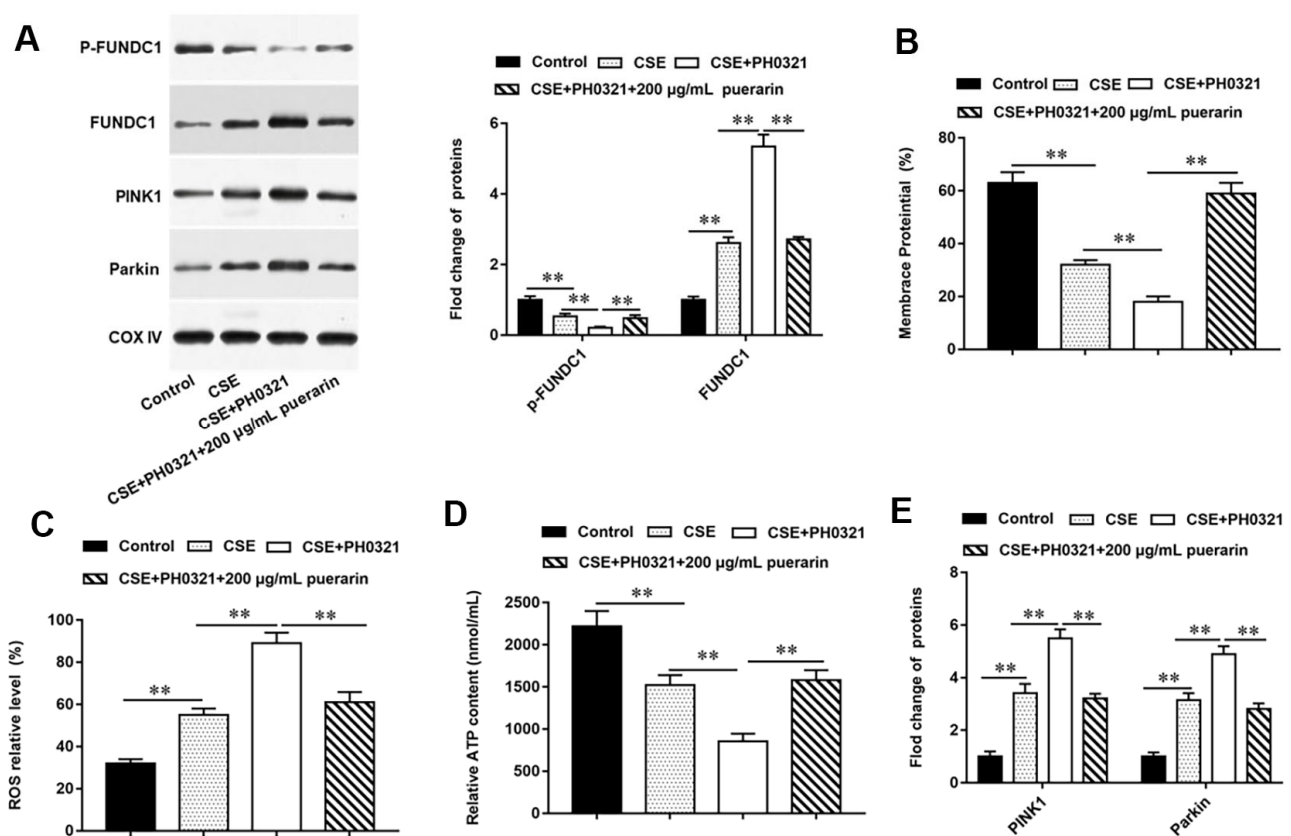 A
P-FUNDC1
FUNDC1
PINK1
Parkin
COX IV
Control
CSE
CSE+PH0321
CSE+PH0321+200 µg/mL puerarin
Control CSE CSE+PH0321
CSE+PH0321+200 µg/mL puerarin
Flod change of proteins
6
4
2
0
** ** ** ** ** **
p-FUNDC1 FUNDC1
B
Control CSE CSE+PH0321
CSE+PH0321+200 µg/mL puerarin
Membrace Proteintial (%)
80
60
40
20
0
** ** **
C
Control CSE CSE+PH0321
CSE+PH0321+200 µg/mL puerarin
ROS relative level (%)
100
80
60
40
20
0
** ** **
D
Control CSE CSE+PH0321
CSE+PH0321+200 µg/mL puerarin
Relative ATP content (nmol/mL)
2500
2000
1500
1000
500
0
** ** **
E
Control CSE CSE+PH0321
CSE+PH0321+200 µg/mL puerarin
Flod change of proteins
8
6
4
2
0
** ** ** ** ** **
PINK1 Parkin